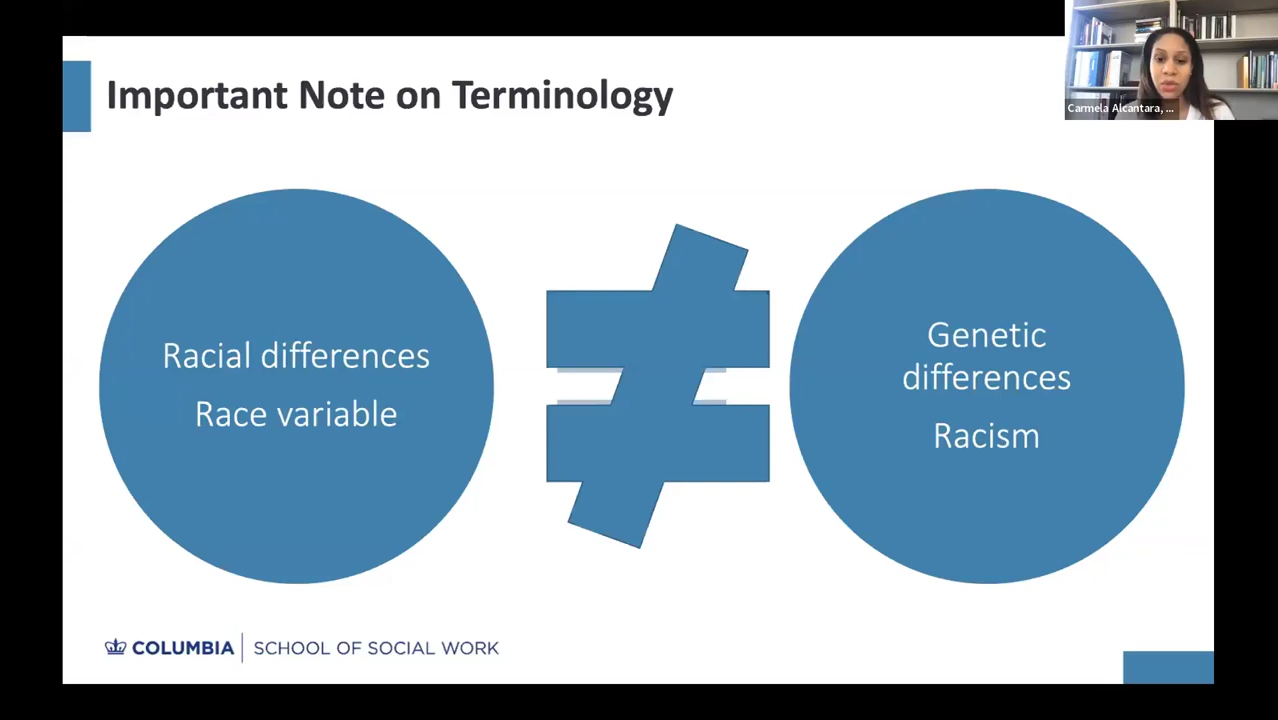 Important Note on Terminology
Carmela Alcantara, ...
Racial differences
Race variable
Genetic
differences
Racism
COLUMBIA | SCHOOL OF SOCIAL WORK